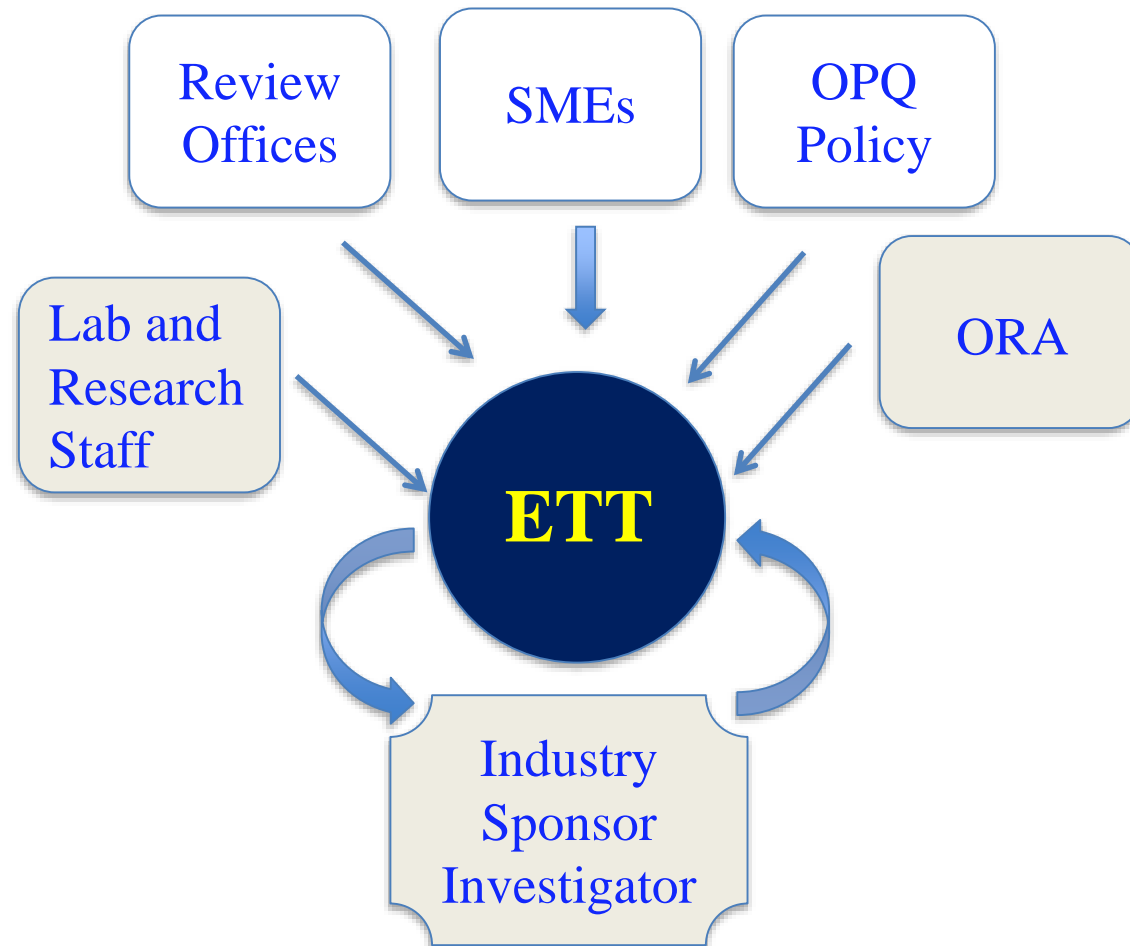 Review
Offices
SMEs
OPQ
Policy
Lab and
Research
Staff
ORA
ETT
Industry
Sponsor
Investigator